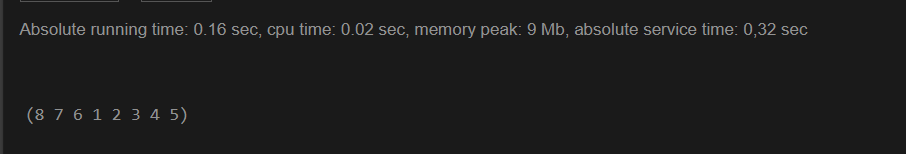 Absolute running time: 0.16 sec, cpu time: 0.02 sec, memory peak: 9 Mb, absolute service time: 0,32 sec
(8 7 6 1 2 3 4 5)